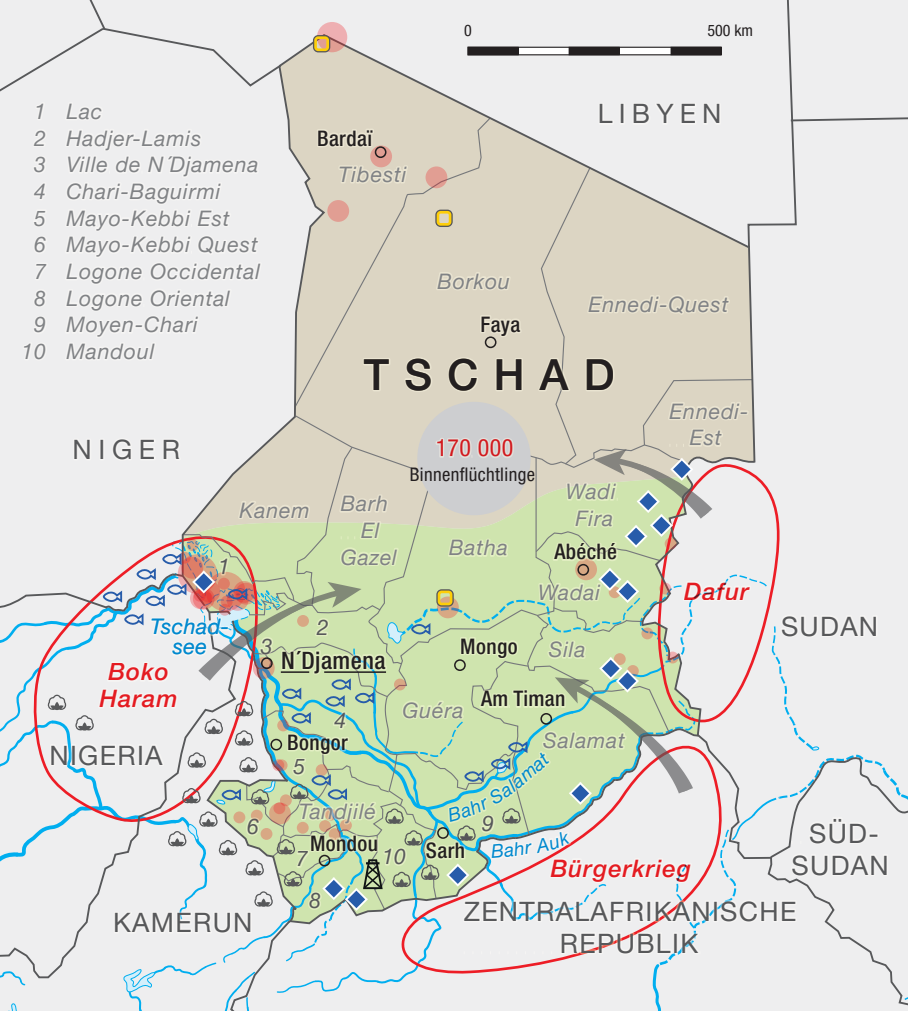 0 500 km
LIBYEN
1 Lac
2 Hadjer-Lamis
3 Ville de N´Djamena
4 Chari-Baguirmi
5 Mayo-Kebbi Est
6 Mayo-Kebbi Quest
7 Logone Occidental
8 Logone Oriental
9 Moyen-Chari
10 Mandoul
Bardaï
Tibesti
Borkou
Ennedi-Quest
Faya
TSCHAD
Ennedi-
Est
NIGER
170 000
Binnenflüchtlinge
Kanem
Barh
El
Gazel
Batha
Wadi
Fira
Abéché
Wadai
1
Dafur
2
Tschad-
see
SUDAN
3
N´Djamena
Mongo
Sila
Boko
Haram
Am Timan
Guéra
4
Salamat
NIGERIA
Bongor
5
Bahr Salamat
Tandjilé
6
9
Mondou
Sarh
Bahr Auk
7
10
SÜD-
SUDAN
Bürgerkrieg
8
KAMERUN
ZENTRALAFRIKANISCHE
REPUBLIK